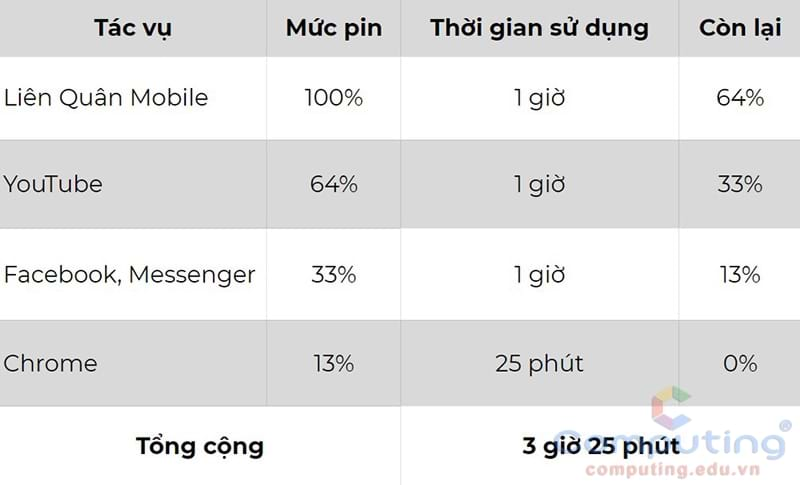 Tác vụ Mức pin Thời gian sử dụng Còn lại
Liên Quân Mobile 100% 1 giờ 64%
YouTube 64% 1 giờ 33%
Facebook, Messenger 33% 1 giờ 13%
Chrome 13% 25 phút 0%
Tổng cộng 3 giờ 25 phút
Computing®
computing.edu.vn